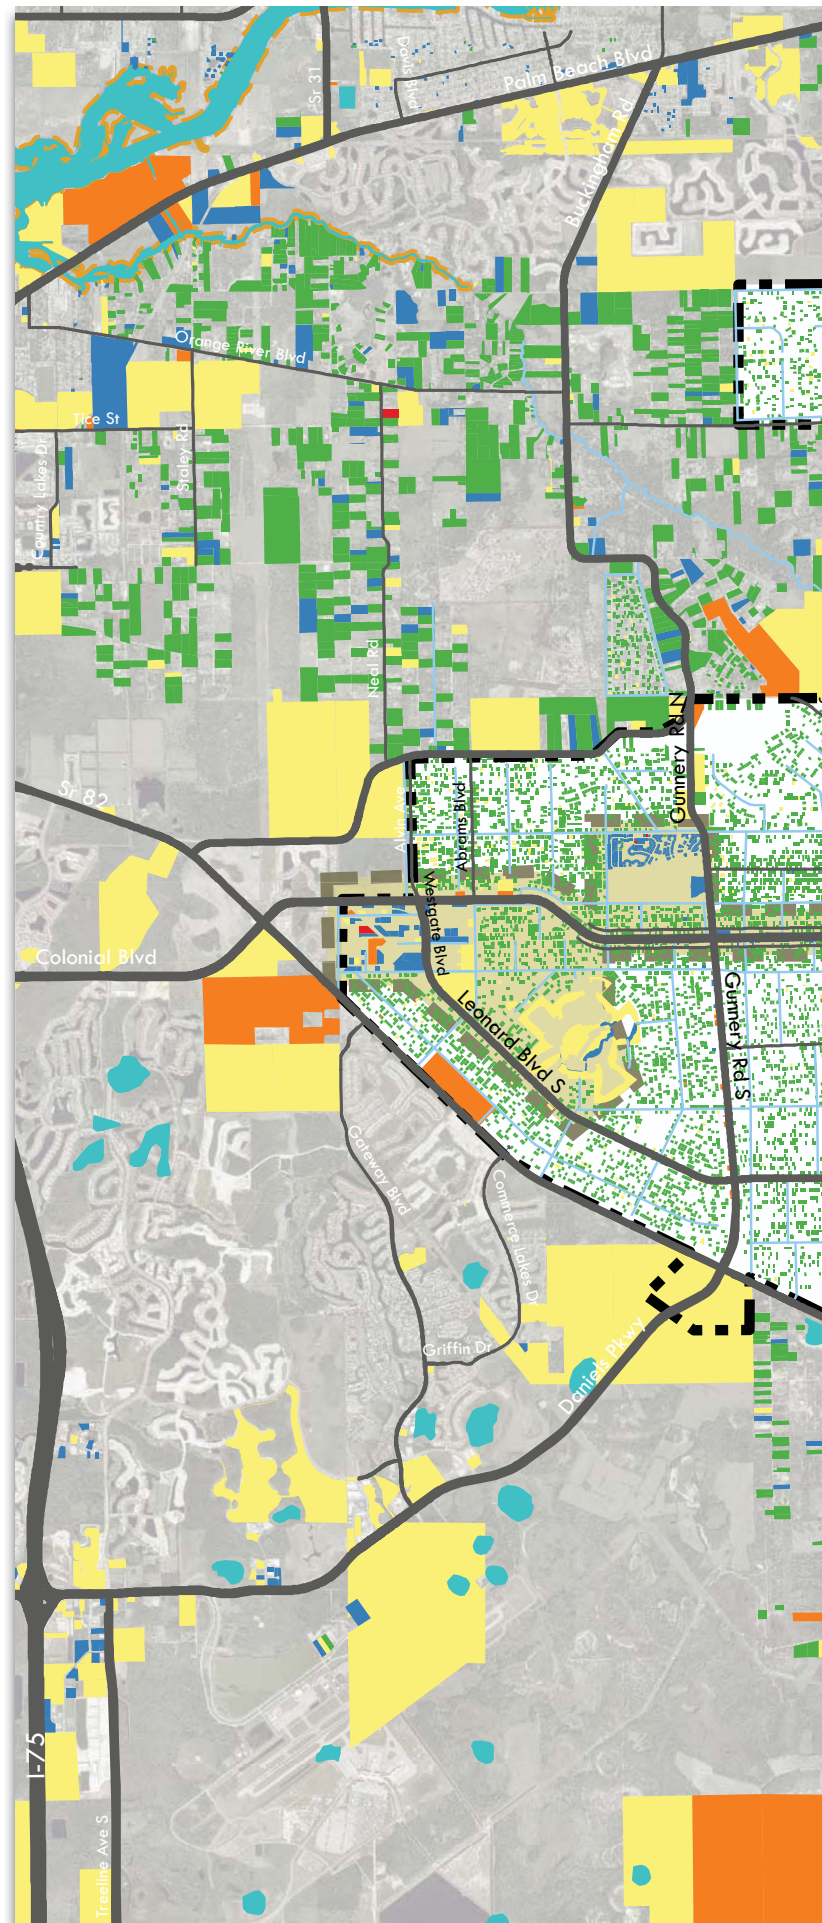 Sr 31
Davis Blvd
Palm Beach Blvd
Buckingham Rd
Orange River Blvd
Tice St
Staley Rd
Country Lakes Dr
Neal Rd
Gunnery Rd N
Sr 82
Alvin Ave
Abrams Blvd
Westgate Blvd
Colonial Blvd
Leonard Blvd S
Gunnery Rd S
Gateway Blvd
Commerce Lakes Dr
Griffin Dr
Daniels Pkwy
I-75
Treeline Ave S